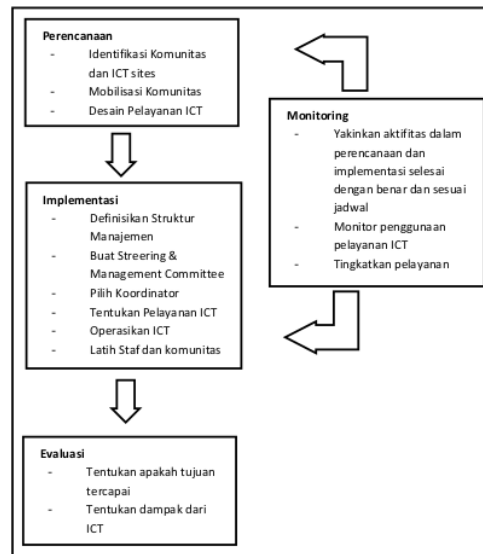 Perencanaan
- Identifikasi Komunitas
dan ICT sites
- Mobilisasi Komunitas
- Desain Pelayanan ICT
Monitoring
- Yakinkan aktifitas dalam
perencanaan dan
implementasi selesai
dengan benar dan sesuai
jadwal
- Monitor penggunaan
pelayanan ICT
- Tingkatkan pelayanan
Implementasi
- Definisikan Struktur
Manajemen
- Buat Streering &
Management Committee
- Pilih Koordinator
- Tentukan Pelayanan ICT
- Operasikan ICT
- Latih Staf dan komunitas
Evaluasi
- Tentukan apakah tujuan
tercapai
- Tentukan dampak dari
ICT